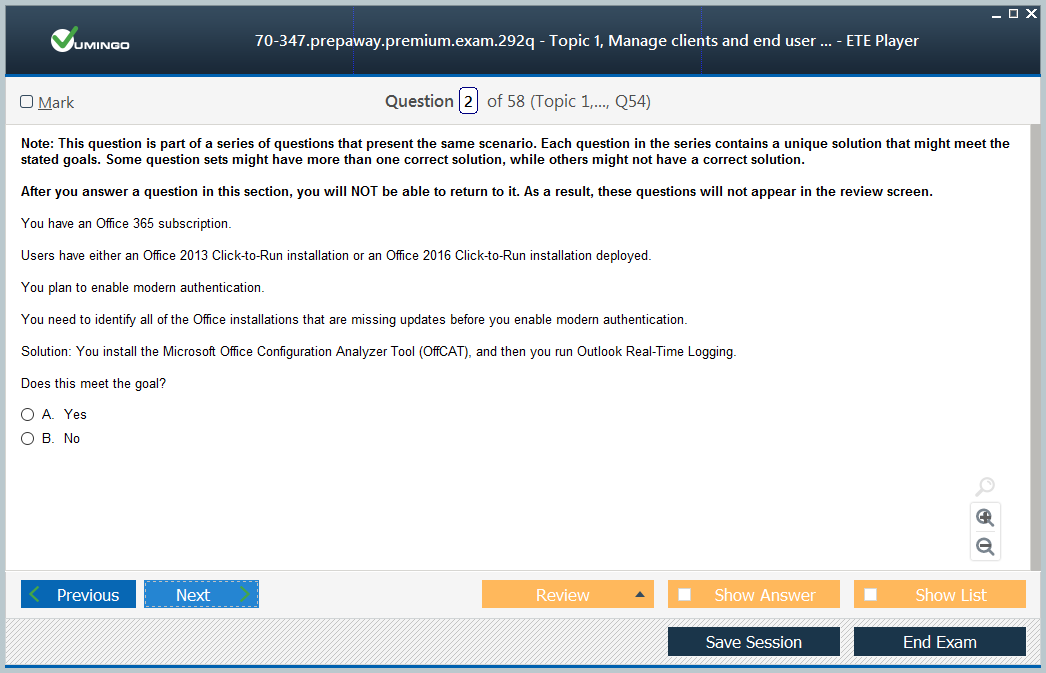 VUMINGO
70-347.prepaway.premium.exam.292q - Topic 1, Manage clients and end user ... - ETE Player
Mark
Question 2 of 58 (Topic 1,..., Q54)
Note: This question is part of a series of questions that present the same scenario. Each question in the series contains a unique solution that might meet the
stated goals. Some question sets might have more than one correct solution, while others might not have a correct solution.
After you answer a question in this section, you will NOT be able to return to it. As a result, these questions will not appear in the review screen.
You have an Office 365 subscription.
Users have either an Office 2013 Click-to-Run installation or an Office 2016 Click-to-Run installation deployed.
You plan to enable modern authentication.
You need to identify all of the Office installations that are missing updates before you enable modern authentication.
Solution: You install the Microsoft Office Configuration Analyzer Tool (OffCAT), and then you run Outlook Real-Time Logging.
Does this meet the goal?
A. Yes
B. No
Previous
Next
Review
Show Answer
Show List
Save Session
End Exam